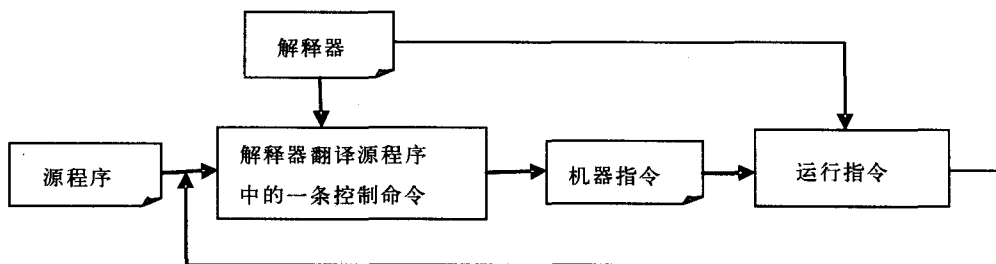 解释器
源程序
解释器翻译源程序
中的一条控制命令
机器指令
运行指令